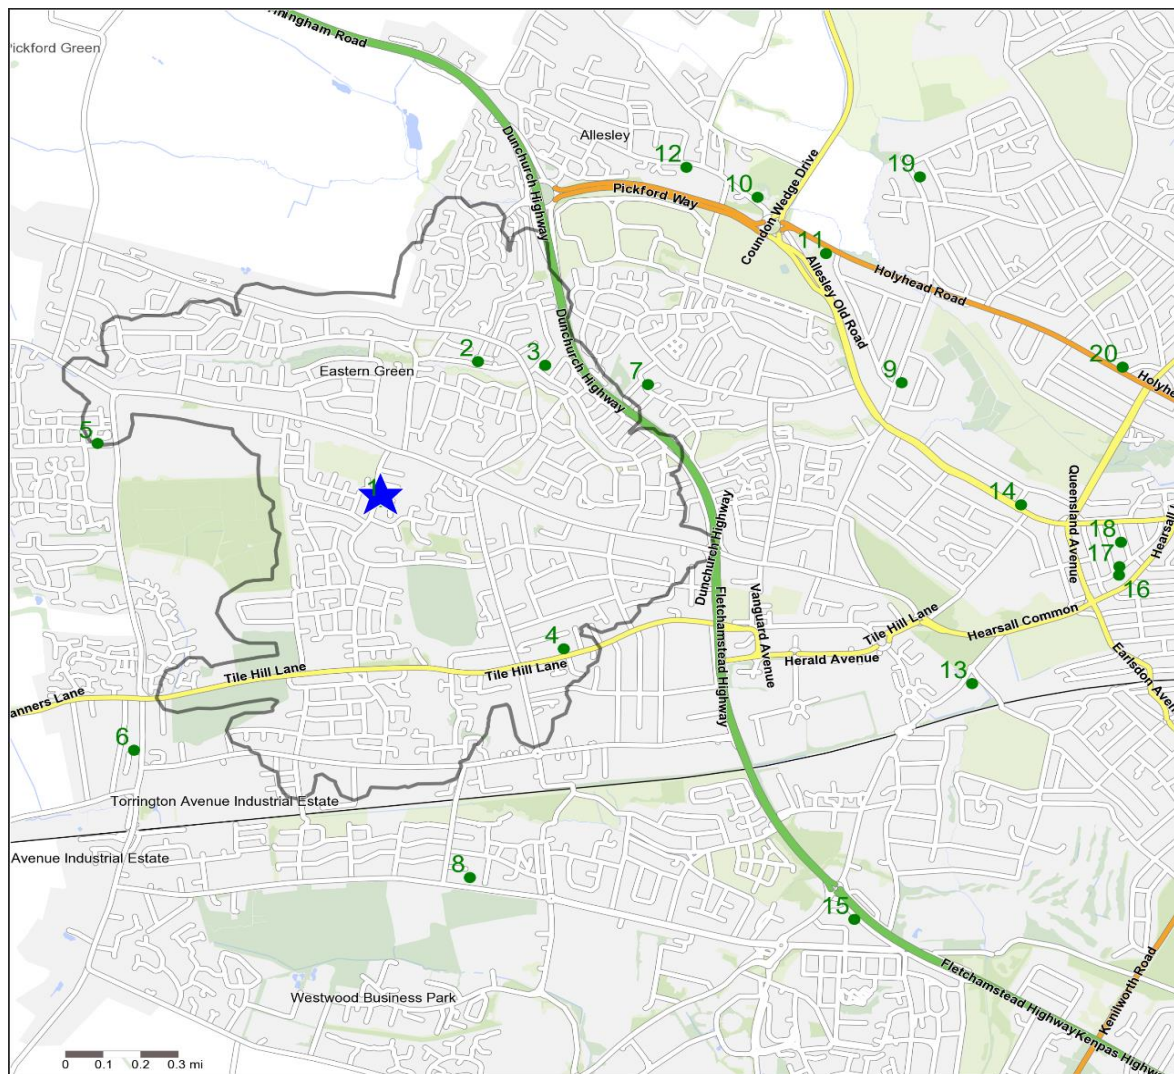 rmingham Road
Pickford Green
Allesley
12
19
Dunchurch Highway
10
Pickford Way
Coundon Wedge Drive
11
Allesley Old Road
Holyhead Road
Dunchurch Highway
2
3
Eastern Green
7
9
20
Holyhe
5
1
14
Queensland Avenue
18
17
16
Dunchurch Highway
Fletchamstead Highway
Vanguard Avenue
Tile Hill Lane
Hearsall Common
4
Tile Hill Lane
Tile Hill Lane
Herald Avenue
13
Earlsdon Aven
anners Lane
6
Torrington Avenue Industrial Estate
Avenue Industrial Estate
8
15
Westwood Business Park
Fletchamstead Highway
Kenilworth Road
Kenpas Highw
0 0.1 0.2 0.3 mi